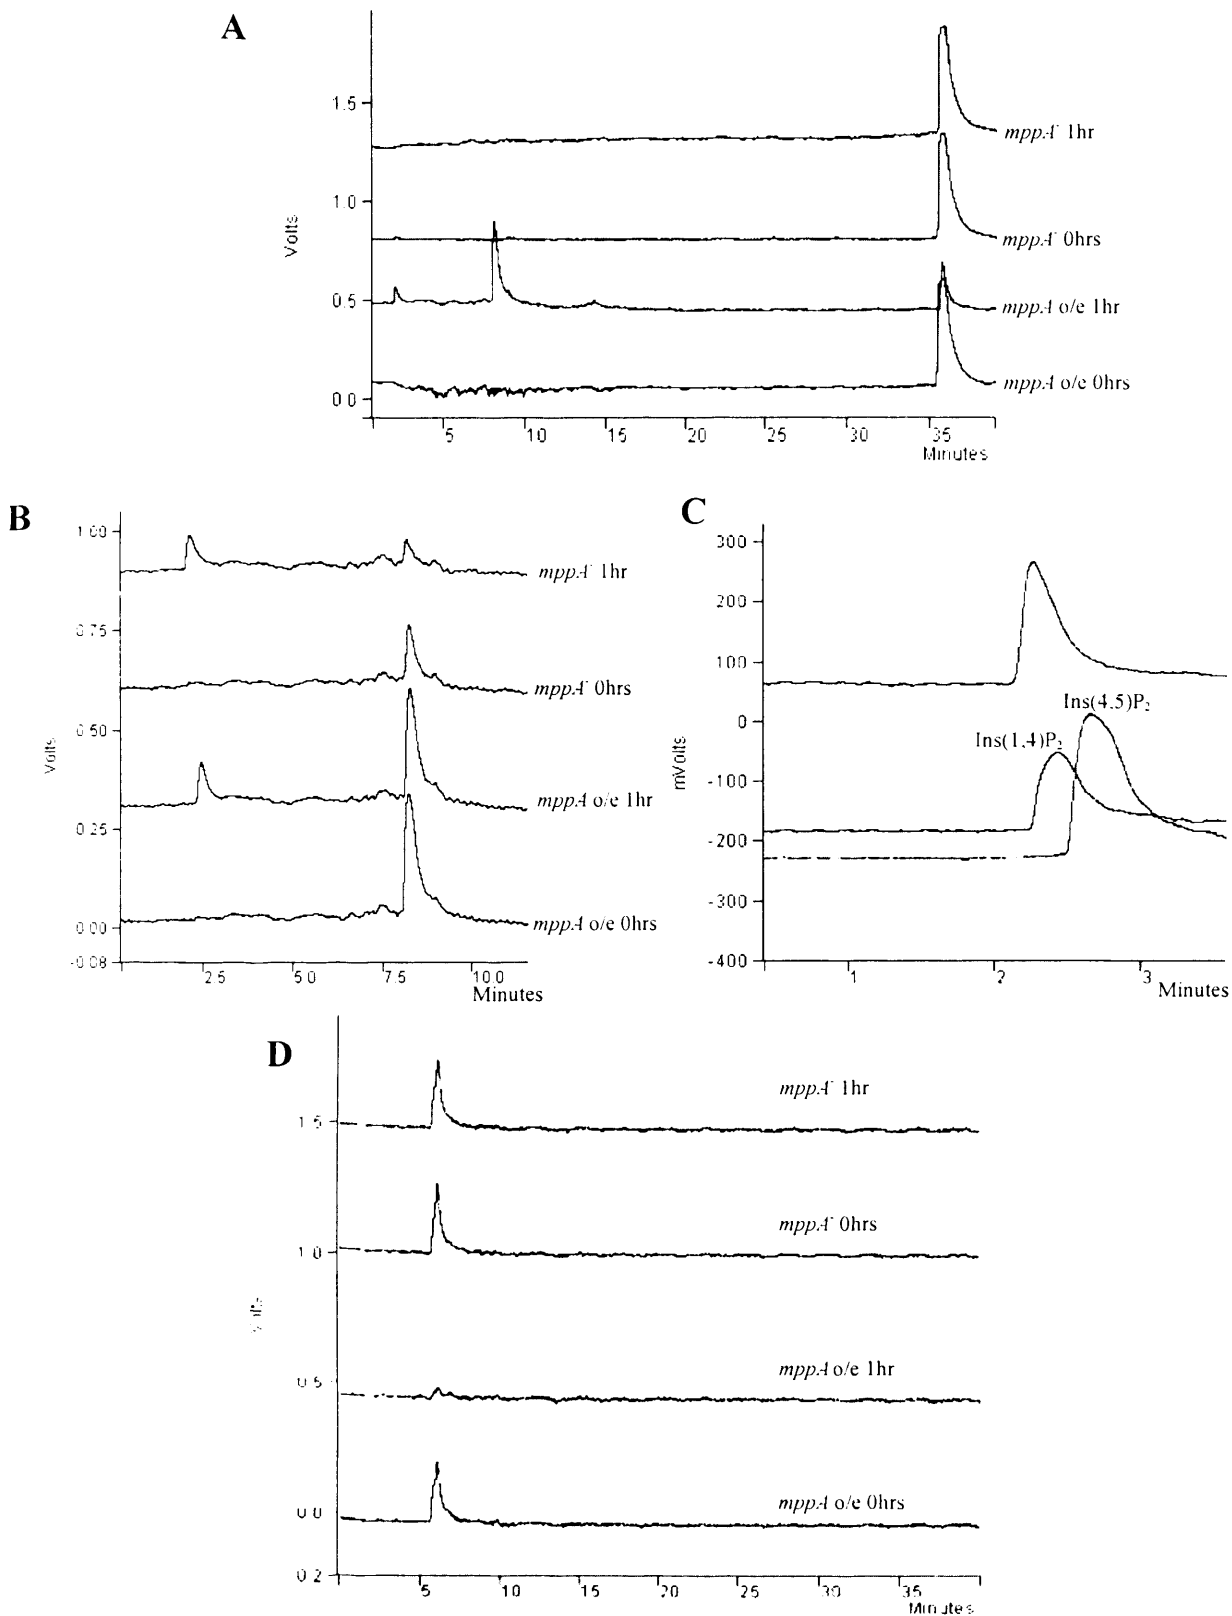 A
1.5
1.0
0.5
0.0
Volts
mppA- 1hr
mppA- 0hrs
mppA o/e 1hr
mppA o/e 0hrs
5
10
15
20
25
30
35
Minutes
B
1.00
0.75
0.50
0.25
0.00
-0.08
Volts
mppA- 1hr
mppA- 0hrs
mppA o/e 1hr
mppA o/e 0hrs
2.5
5.0
7.5
10.0
Minutes
C
300
200
100
0
-100
-200
-300
-400
mVolts
Ins(4.5)P₂
Ins(1,4)P₂
1
2
3
Minutes
D
1.5
1.0
0.5
0.0
0.2
Volts
mppA- 1hr
mppA- 0hrs
mppA o/e 1hr
mppA o/e 0hrs
5
10
15
20
25
30
35
Minutes